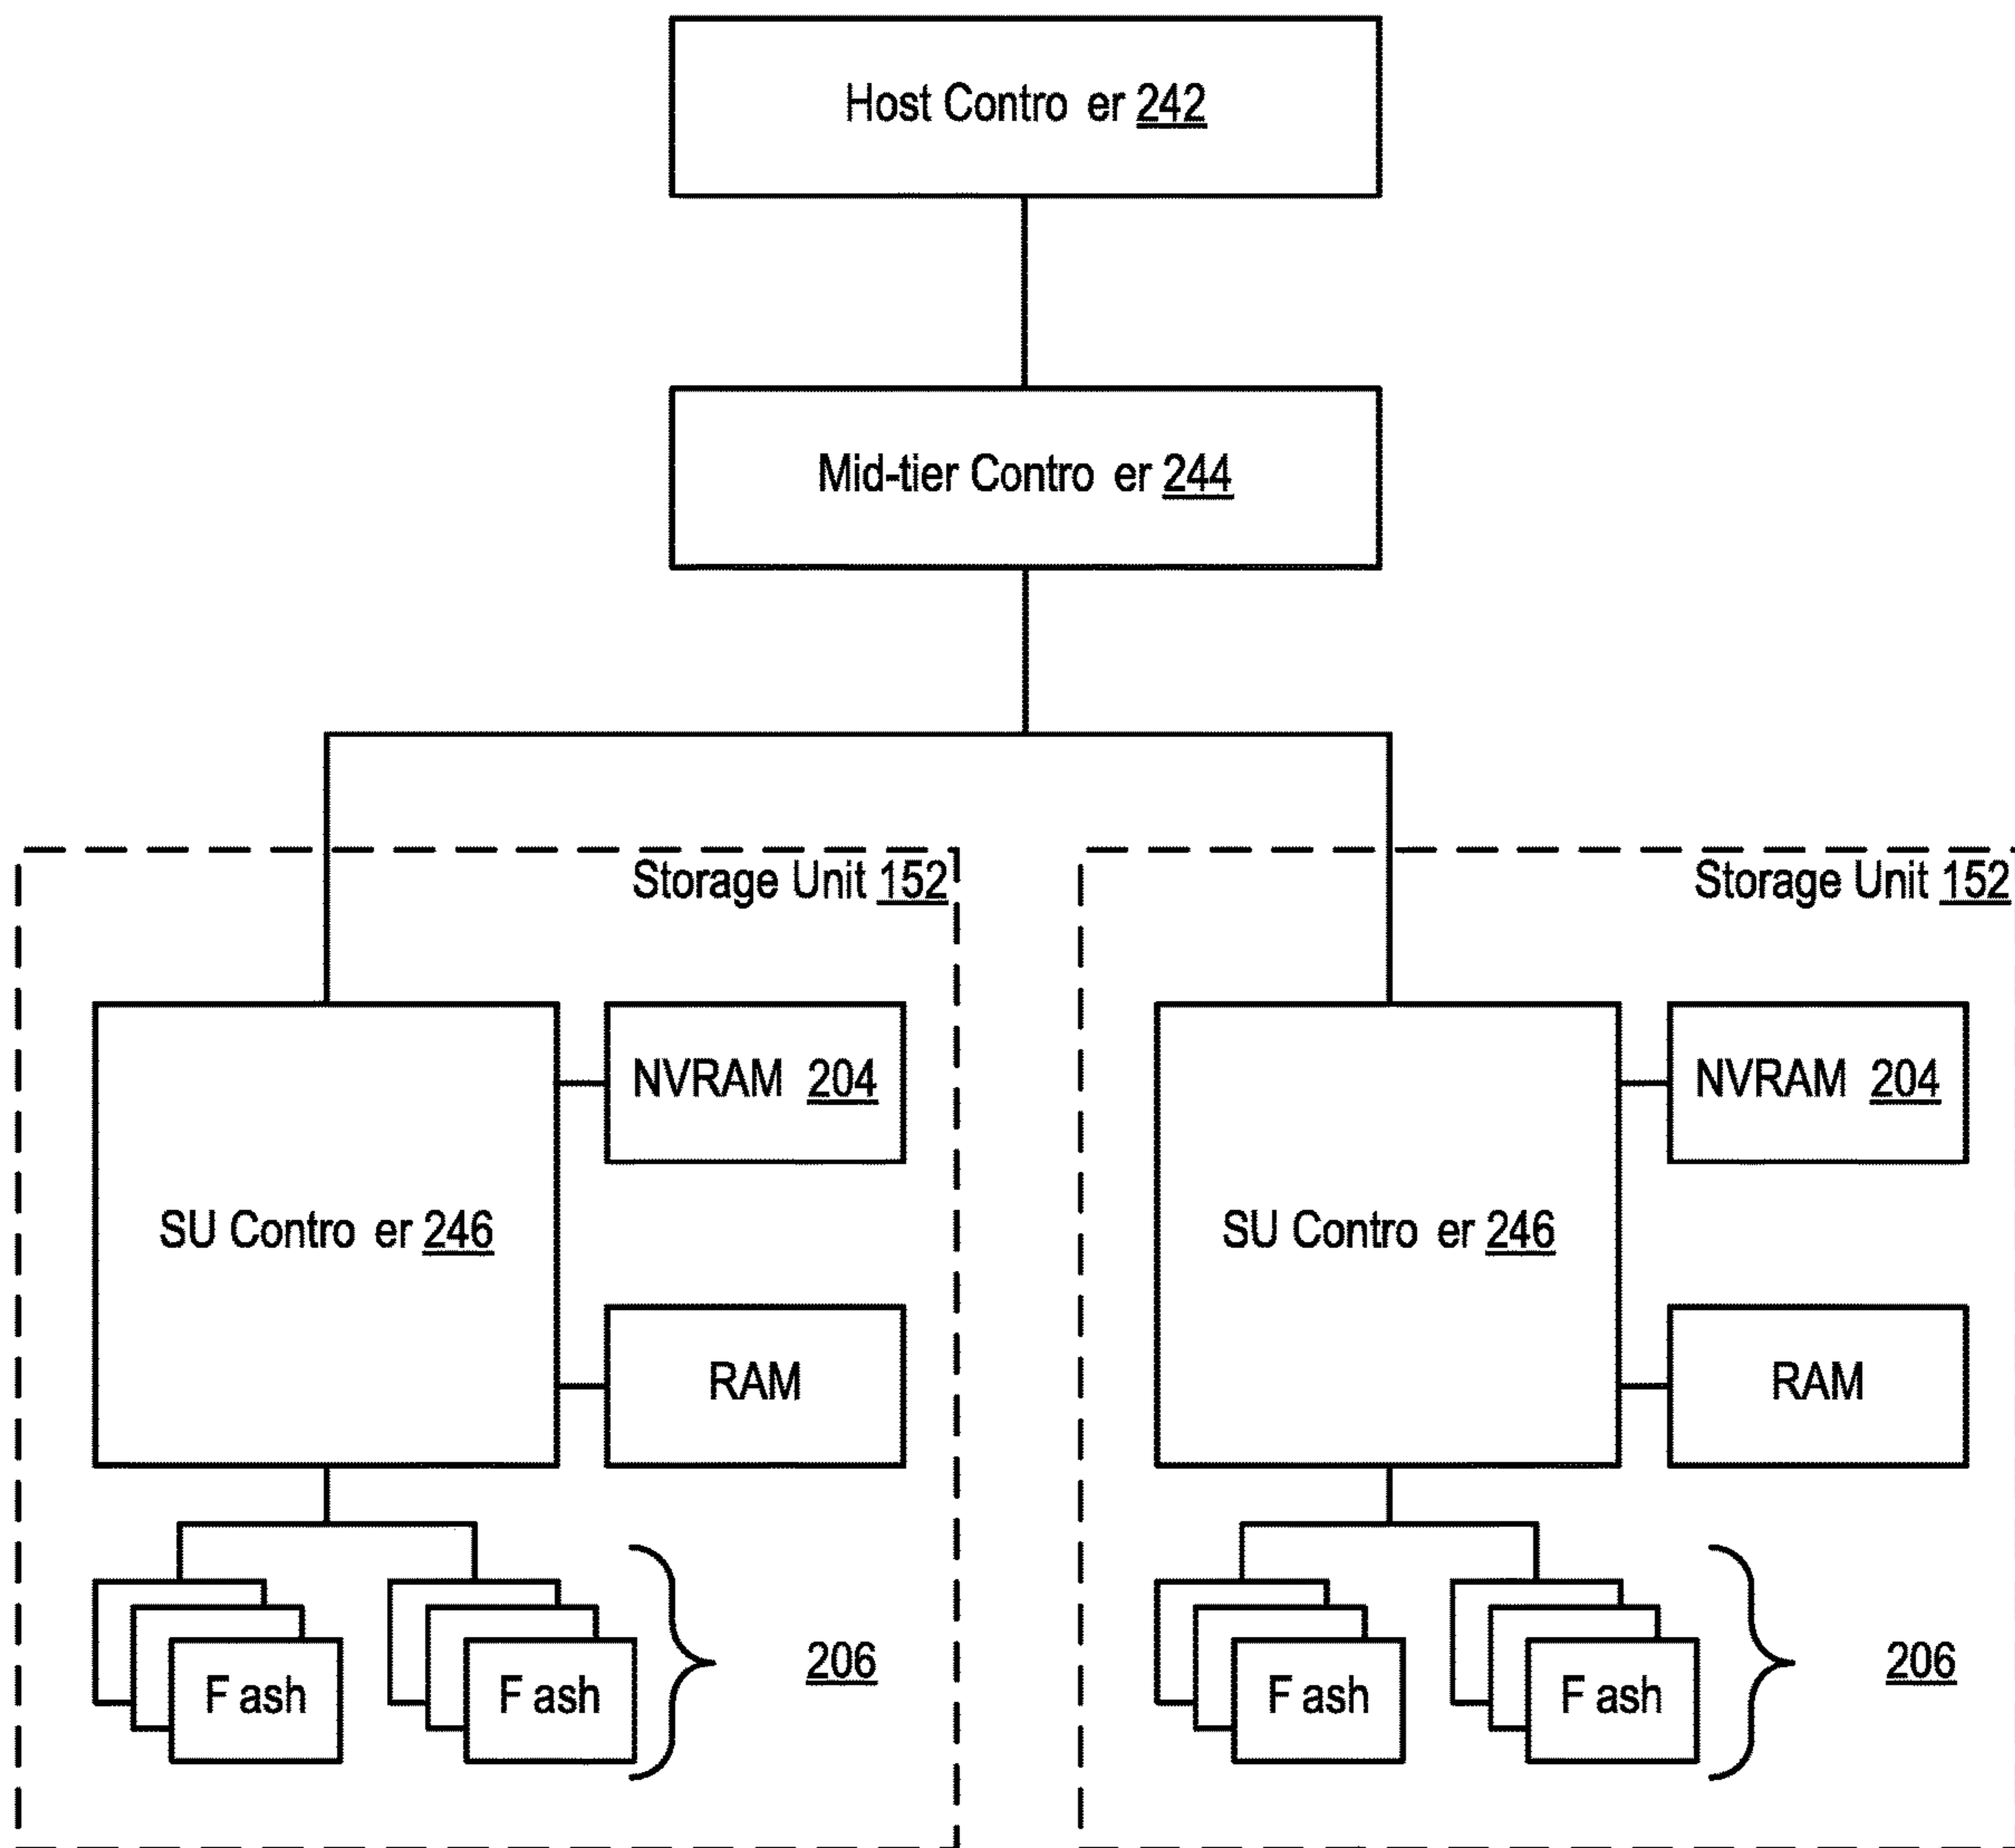 Host Contro er 242
Mid-tier Contro er 244
Storage Unit 152
Storage Unit 152
NVRAM 204
NVRAM 204
SU Contro er 246
SU Contro er 246
RAM
RAM
F ash
F ash
206
F ash
F ash
206